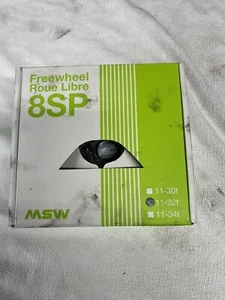 Freewheel
Roue Libre
8SP
11-30t
11-32t
11-34t
MSW